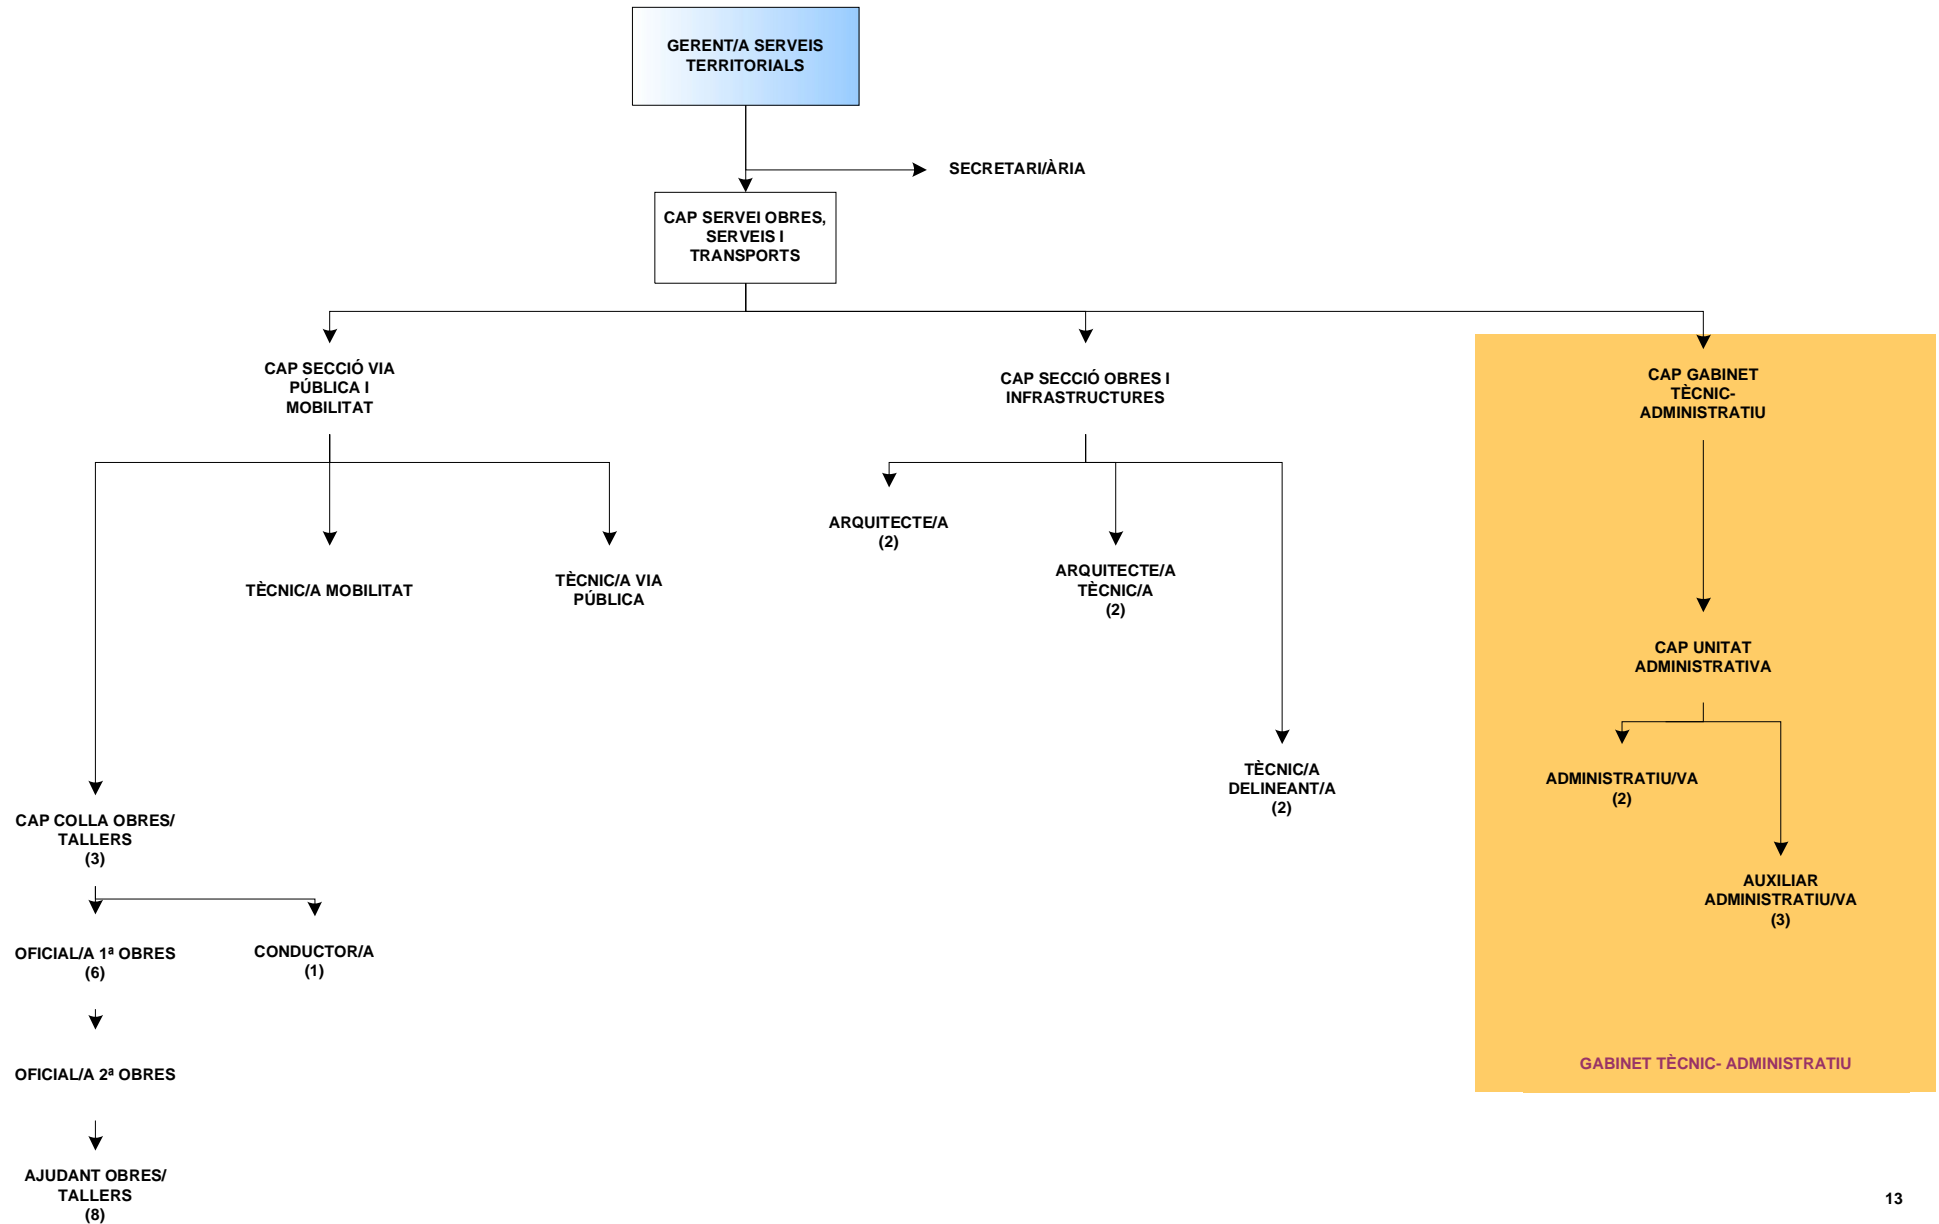 GERENT/A SERVEIS
TERRITORIALS
SECRETARI/ÀRIA
CAP SERVEI OBRES,
SERVEIS I
TRANSPORTS
CAP SECCIÓ VIA
PÚBLICA I
MOBILITAT
CAP SECCIÓ OBRES I
INFRASTRUCTURES
CAP GABINET
TÈCNIC-
ADMINISTRATIU
ARQUITECTE/A
(2)
TÈCNIC/A MOBILITAT
TÈCNIC/A VIA
PÚBLICA
ARQUITECTE/A
TÈCNIC/A
(2)
CAP UNITAT
ADMINISTRATIVA
TÈCNIC/A
DELINEANT/A
(2)
ADMINISTRATIU/VA
(2)
CAP COLLA OBRES/
TALLERS
(3)
AUXILIAR
ADMINISTRATIU/VA
(3)
OFICIAL/A 1ª OBRES
(6)
CONDUCTOR/A
(1)
OFICIAL/A 2ª OBRES
GABINET TÈCNIC- ADMINISTRATIU
AJUDANT OBRES/
TALLERS
(8)
13